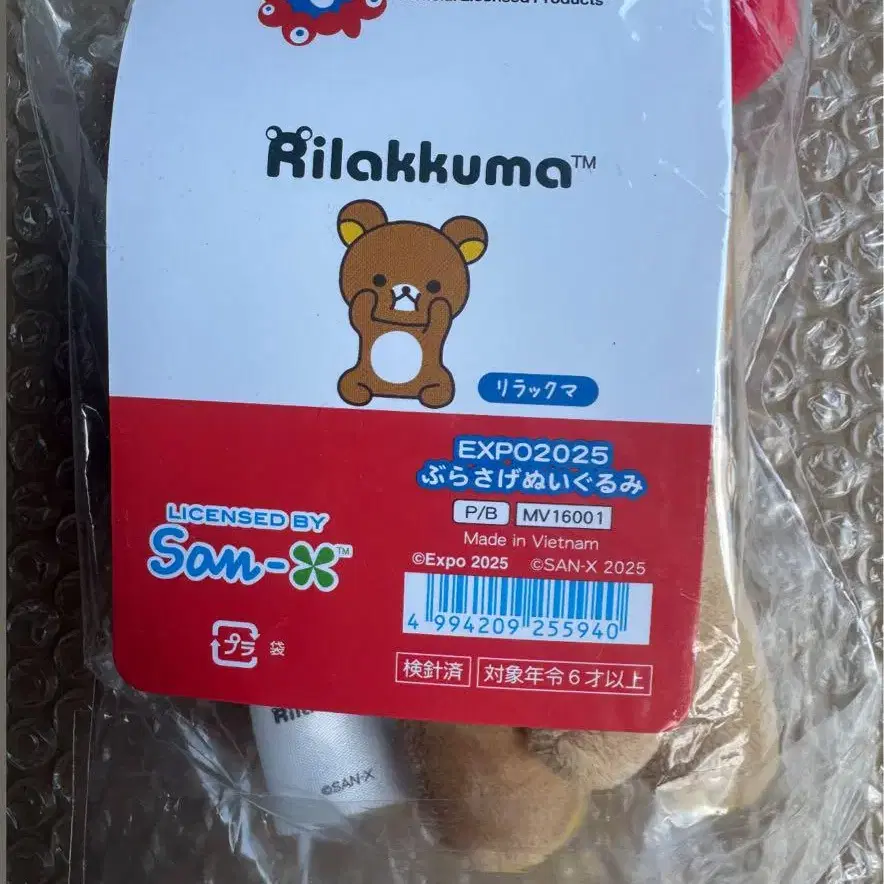 Licensed Products
Rilakkuma™
リラックマ
EXPO2025
ぶらさげぬいぐるみ
P/B MV16001
Made in Vietnam
©Expo 2025 ©SAN-X 2025
LICENSED BY
San-X™
4 994209 255940
プラ 袋
検針済 対象年令6才以上
©SAN-X